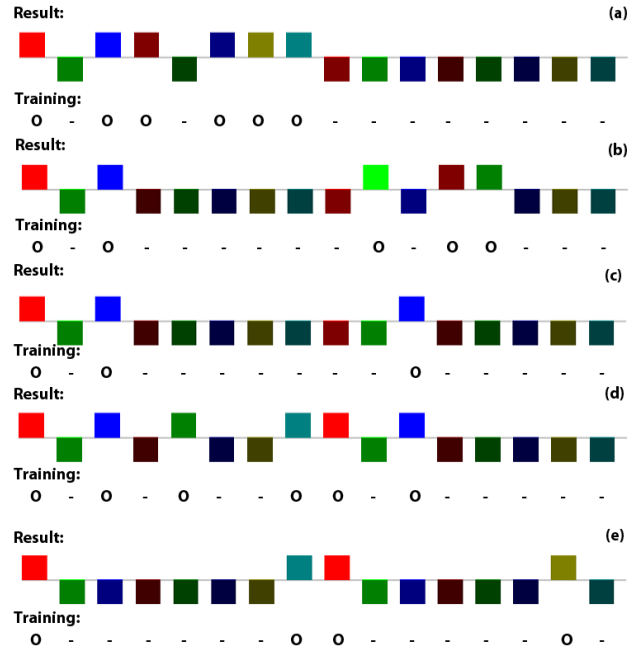 Result: (a)
Training:
O - O O - O O O - - - - - - - -
Result: (b)
Training:
O - O - - - - - - O - O O - - -
Result: (c)
Training:
O - O - - - - - - - O - - - - -
Result: (d)
Training:
O - O - O - - O O - O - - - - -
Result: (e)
Training:
O - - - - - - O O - - - - - O -